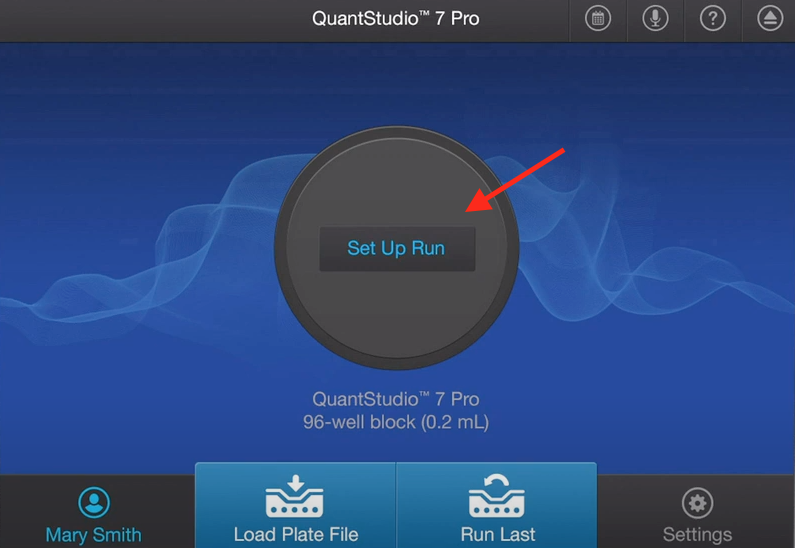 QuantStudio™ 7 Pro
Set Up Run
QuantStudio™ 7 Pro
96-well block (0.2 mL)
Mary Smith
Load Plate File
Run Last
Settings